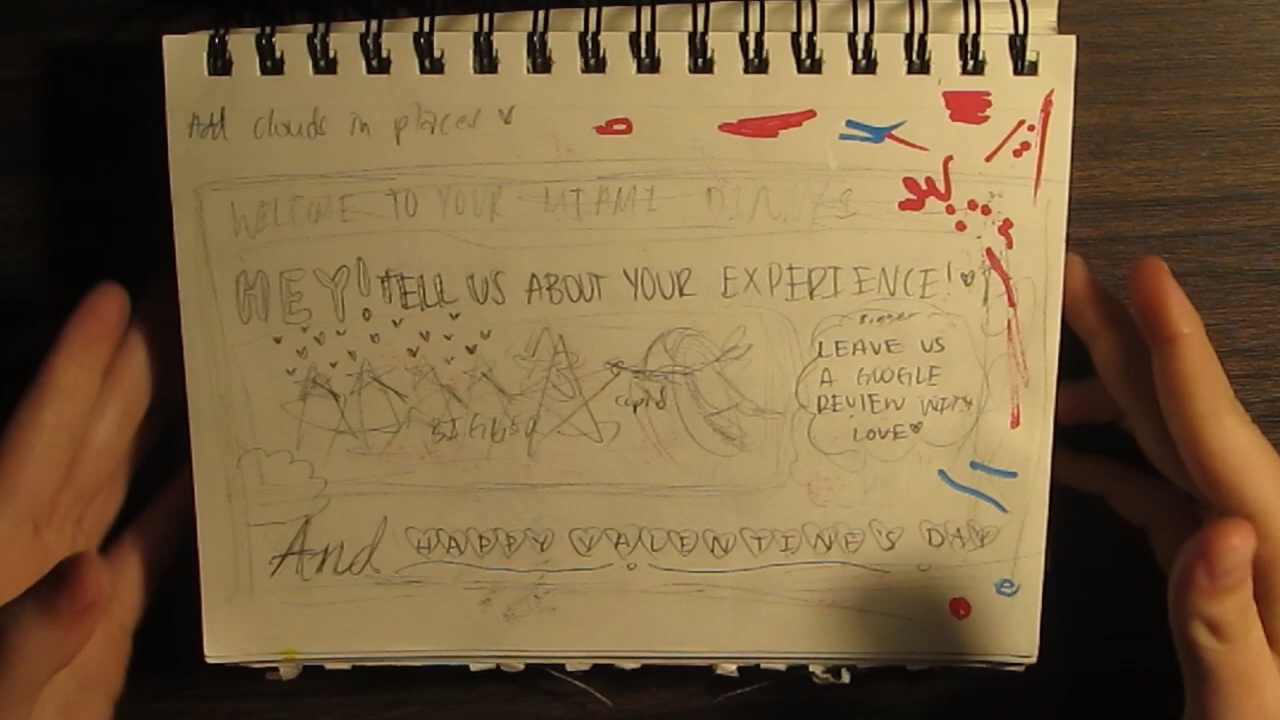 Add clouds in places
WELCOME TO YOUR MIAMI
HEY! TELL US ABOUT YOUR EXPERIENCE!
Bigger
LEAVE US
A GOOGLE
REVIEW WITH
LOVE
cupid
BIGGER
And HAPPY VALENTINE'S DAY